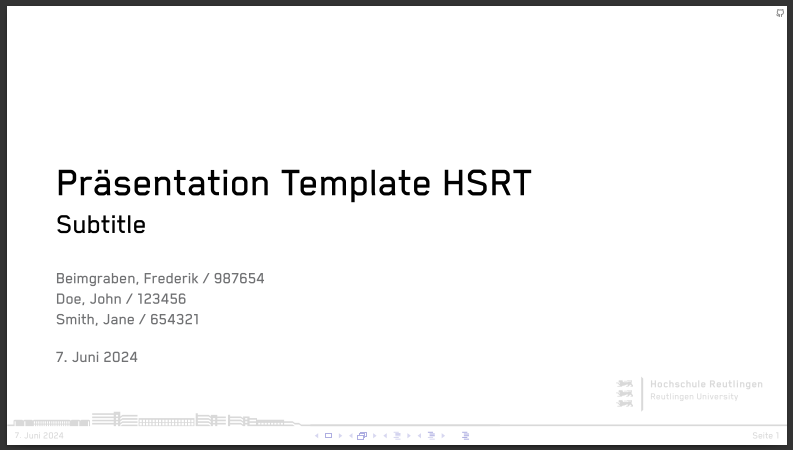 Präsentation Template HSRT
Subtitle
Beimgraben, Frederik / 987654
Doe, John / 123456
Smith, Jane / 654321
7. Juni 2024
Hochschule Reutlingen
Reutlingen University
7. Juni 2024
Seite 1